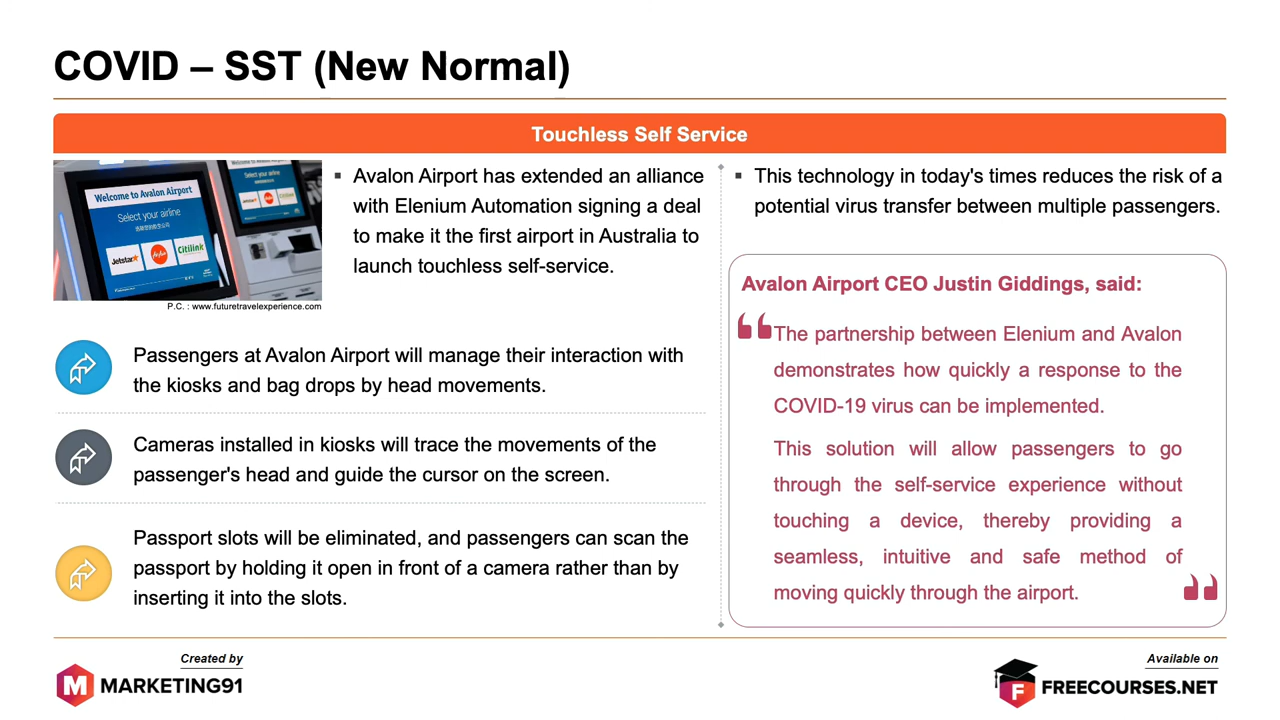 COVID – SST (New Normal)
Touchless Self Service
Welcome to Avalon Airport
Select your airline
Jetstar
AirAsia
Citilink
Welcome to Avalon Airport
Select your airline
P.C. : www.futuretravelexperience.com
▪ Avalon Airport has extended an alliance
with Elenium Automation signing a deal
to make it the first airport in Australia to
launch touchless self-service.
Passengers at Avalon Airport will manage their interaction with
the kiosks and bag drops by head movements.
Cameras installed in kiosks will trace the movements of the
passenger's head and guide the cursor on the screen.
Passport slots will be eliminated, and passengers can scan the
passport by holding it open in front of a camera rather than by
inserting it into the slots.
▪ This technology in today's times reduces the risk of a
potential virus transfer between multiple passengers.
Avalon Airport CEO Justin Giddings, said:
❝The partnership between Elenium and Avalon
demonstrates how quickly a response to the
COVID-19 virus can be implemented.
This solution will allow passengers to go
through the self-service experience without
touching a device, thereby providing a
seamless, intuitive and safe method of
moving quickly through the airport.❞
Created by
M MARKETING91
Available on
F FREECOURSES.NET